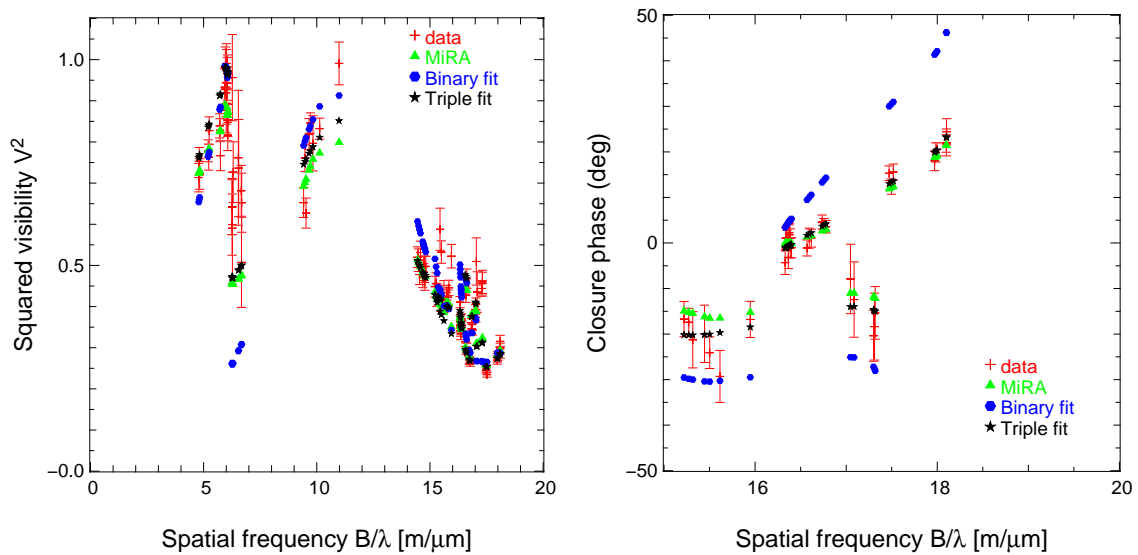 data
MiRA
Binary fit
Triple fit
1.0
0.5
−0.0
0 5 10 15 20
Squared visibility V²
Spatial frequency B/λ [m/μm]
50
0
−50
16 18 20
Closure phase (deg)
data
MiRA
Binary fit
Triple fit
Spatial frequency B/λ [m/μm]